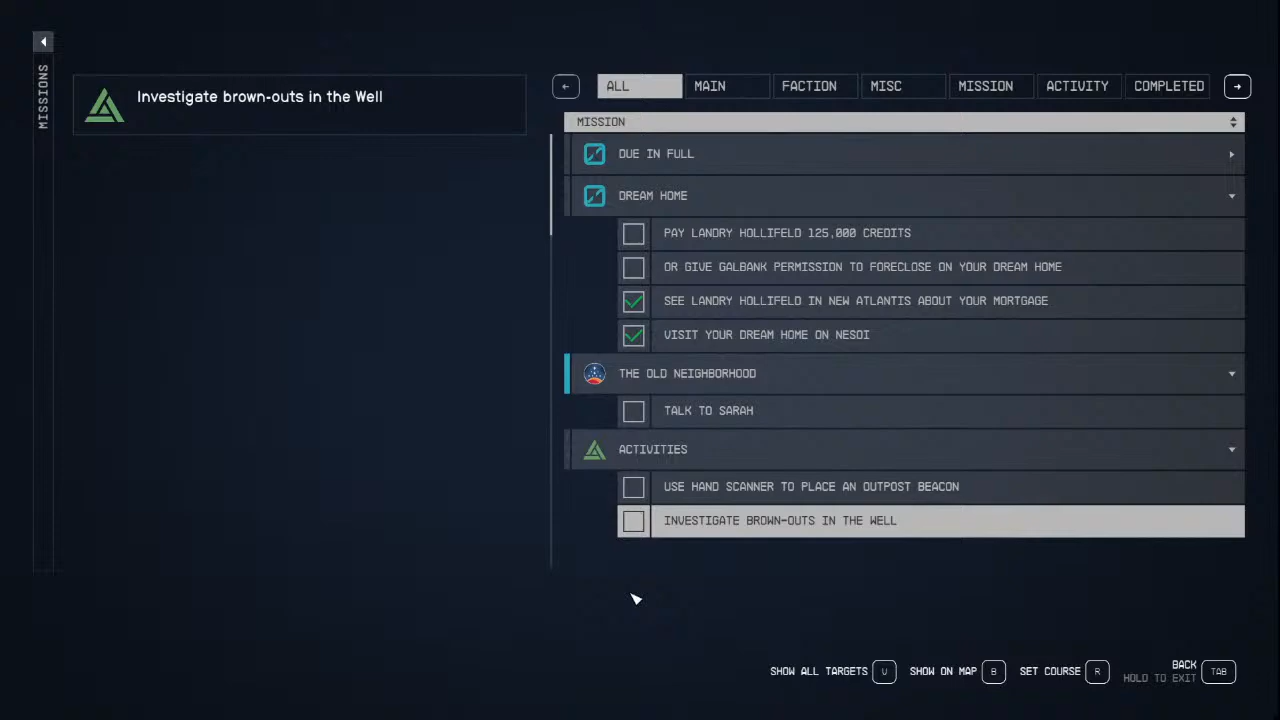 MISSIONS
Investigate brown-outs in the Well
ALL MAIN FACTION MISC MISSION ACTIVITY COMPLETED
MISSION
DUE IN FULL
DREAM HOME
PAY LANDRY HOLLIFELD 125,000 CREDITS
OR GIVE GALBANK PERMISSION TO FORECLOSE ON YOUR DREAM HOME
SEE LANDRY HOLLIFELD IN NEW ATLANTIS ABOUT YOUR MORTGAGE
VISIT YOUR DREAM HOME ON NESOI
THE OLD NEIGHBORHOOD
TALK TO SARAH
ACTIVITIES
USE HAND SCANNER TO PLACE AN OUTPOST BEACON
INVESTIGATE BROWN-OUTS IN THE WELL
SHOW ALL TARGETS V SHOW ON MAP B SET COURSE R BACK TAB
HOLD TO EXIT